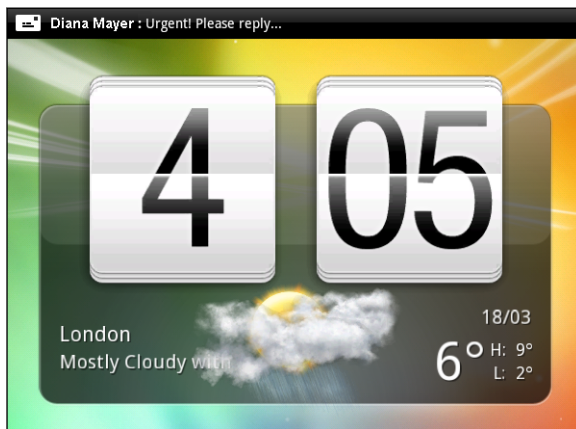 Diana Mayer : Urgent! Please reply...
4 05
London
18/03
Mostly Cloudy with
6° H: 9°
L: 2°